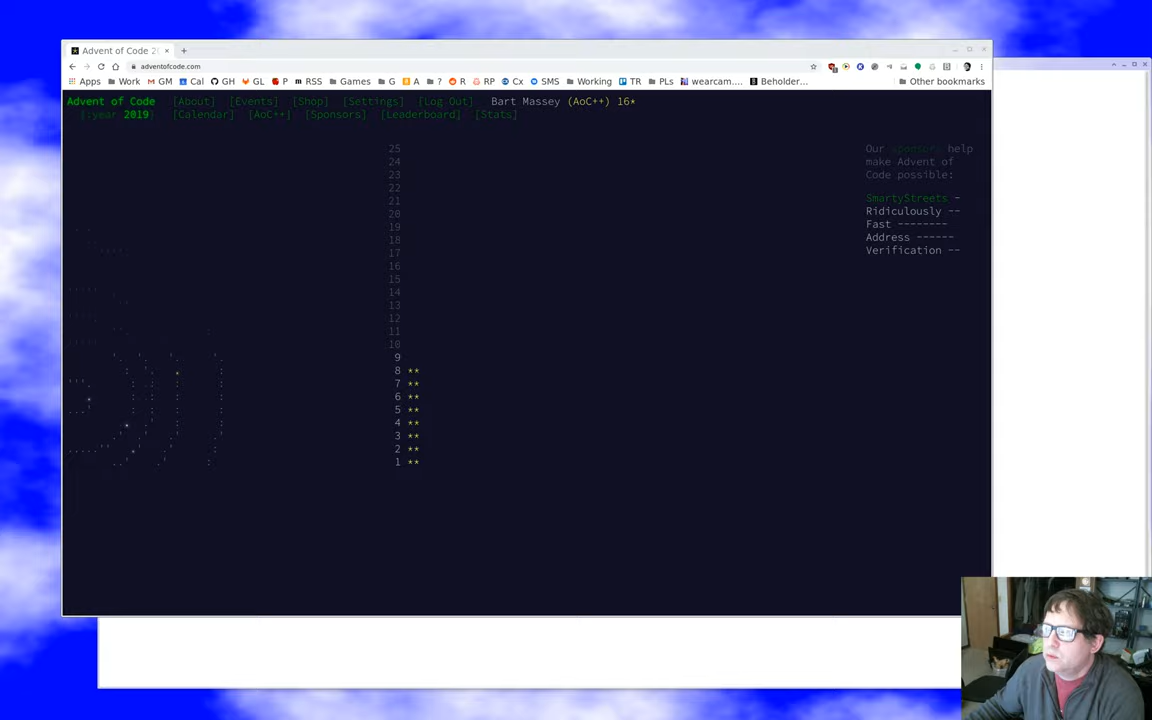 Advent of Code 20
adventofcode.com
Apps Work GM Cal GH GL P RSS Games G A ? R RP Cx SMS Working TR PLs wearcam.... Beholder... Other bookmarks
Advent of Code [About] [Events] [Shop] [Settings] [Log Out] Bart Massey (AoC++) 16*
{:year 2019} [Calendar] [AoC++] [Sponsors] [Leaderboard] [Stats]
25
24
23
22
21
20
19
18
17
16
15
14
13
12
11
10
9
8 **
7 **
6 **
5 **
4 **
3 **
2 **
1 **
Our sponsors help
make Advent of
Code possible:
SmartyStreets -
Ridiculously --
Fast --------
Address ------
Verification --